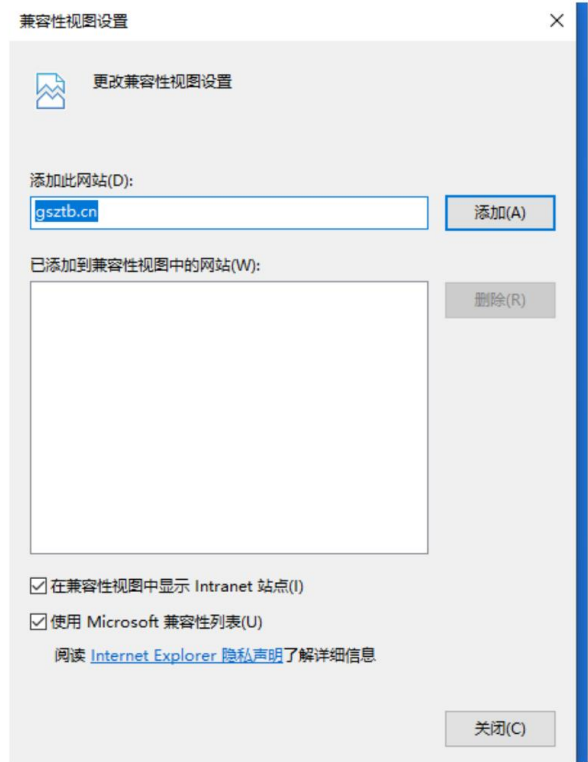 兼容性视图设置
更改兼容性视图设置
添加此网站(D):
gsztb.cn
添加(A)
已添加到兼容性视图中的网站(W):
删除(R)
在兼容性视图中显示 Intranet 站点(I)
使用 Microsoft 兼容性列表(U)
阅读 Internet Explorer 隐私声明了解详细信息
关闭(C)